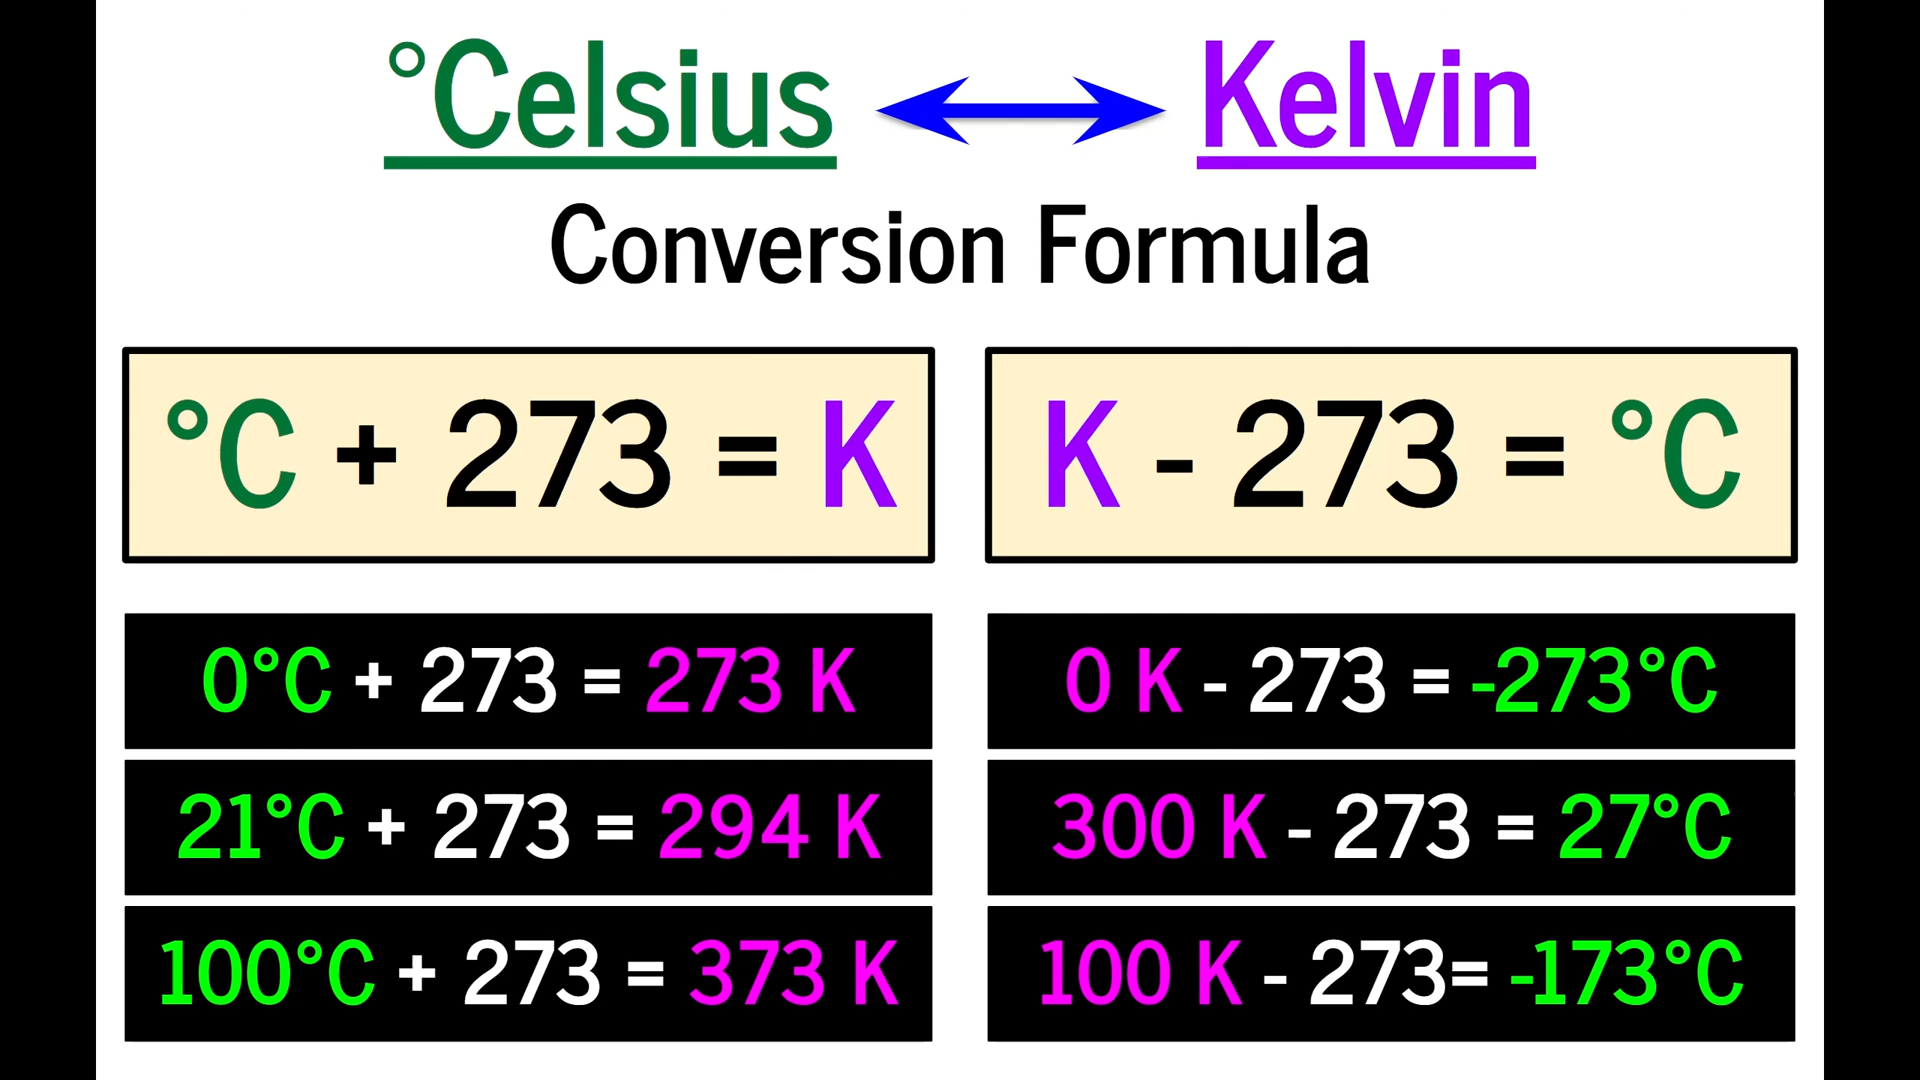 °Celsius Kelvin
Conversion Formula
°C + 273 = K
K - 273 = °C
0°C + 273 = 273 K
21°C + 273 = 294 K
100°C + 273 = 373 K
0 K - 273 = -273°C
300 K - 273 = 27°C
100 K - 273= -173°C